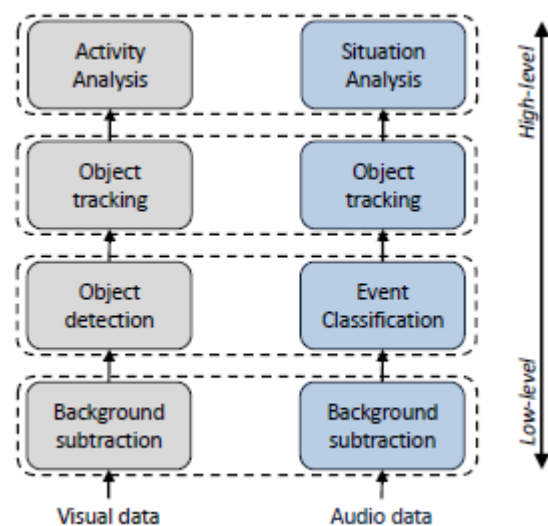 Activity
Analysis
Situation
Analysis
High-level
Object
tracking
Object
tracking
Object
detection
Event
Classification
Background
subtraction
Background
subtraction
Low-level
Visual data
Audio data